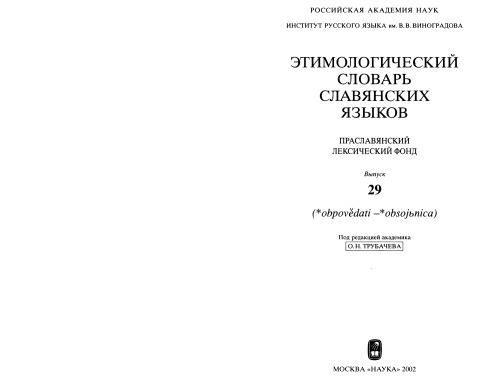 РОССИЙСКАЯ АКАДЕМИЯ НАУК
ИНСТИТУТ РУССКОГО ЯЗЫКА им. В.В. ВИНОГРАДОВА
ЭТИМОЛОГИЧЕСКИЙ
СЛОВАРЬ
СЛАВЯНСКИХ
ЯЗЫКОВ
ПРАСЛАВЯНСКИЙ
ЛЕКСИЧЕСКИЙ ФОНД
Выпуск
29
(*obpovědati –*obsojьnica)
Под редакцией академика
О.Н. ТРУБАЧЕВА
МОСКВА «НАУКА» 2002